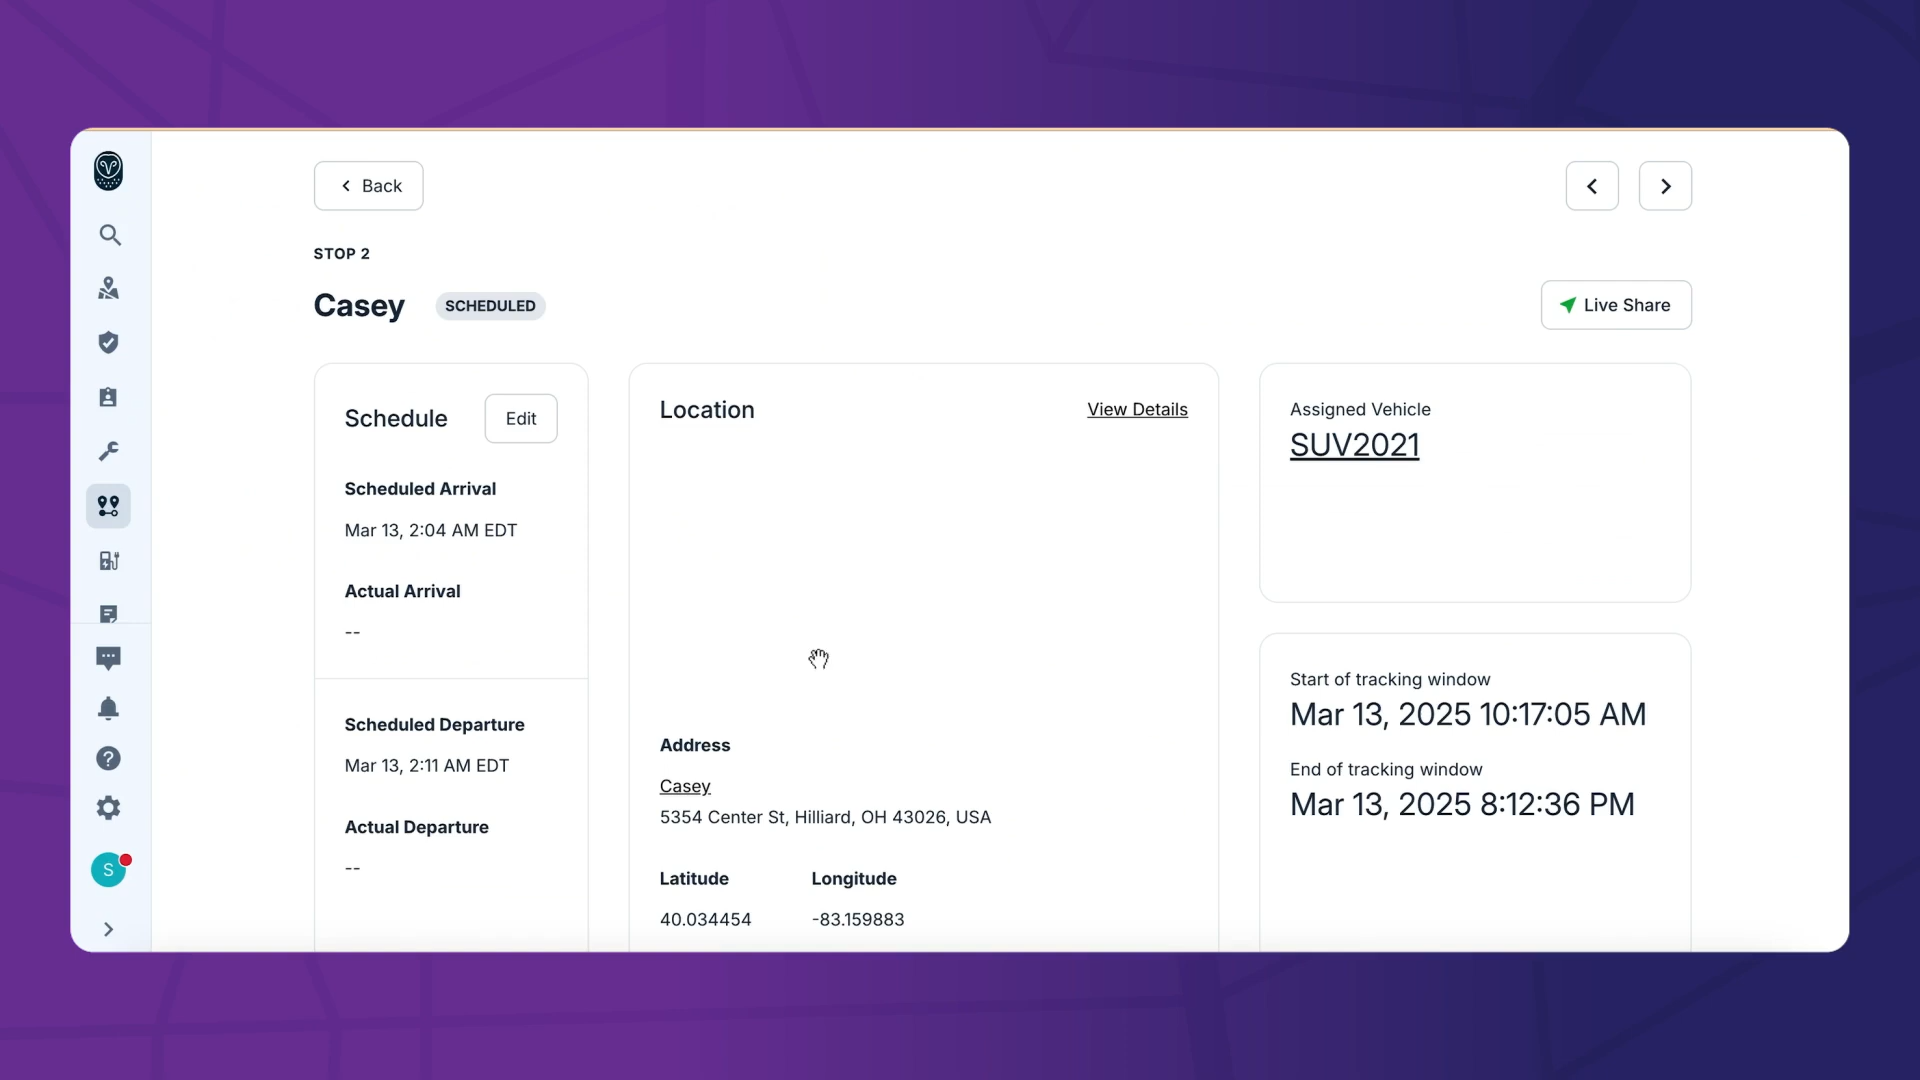 Back
STOP 2
Casey
SCHEDULED
Live Share
Schedule
Edit
Scheduled Arrival
Mar 13, 2:04 AM EDT
Actual Arrival
--
Scheduled Departure
Mar 13, 2:11 AM EDT
Actual Departure
--
Location
View Details
Address
Casey
5354 Center St, Hilliard, OH 43026, USA
Latitude
Longitude
40.034454
-83.159883
Assigned Vehicle
SUV2021
Start of tracking window
Mar 13, 2025 10:17:05 AM
End of tracking window
Mar 13, 2025 8:12:36 PM
S